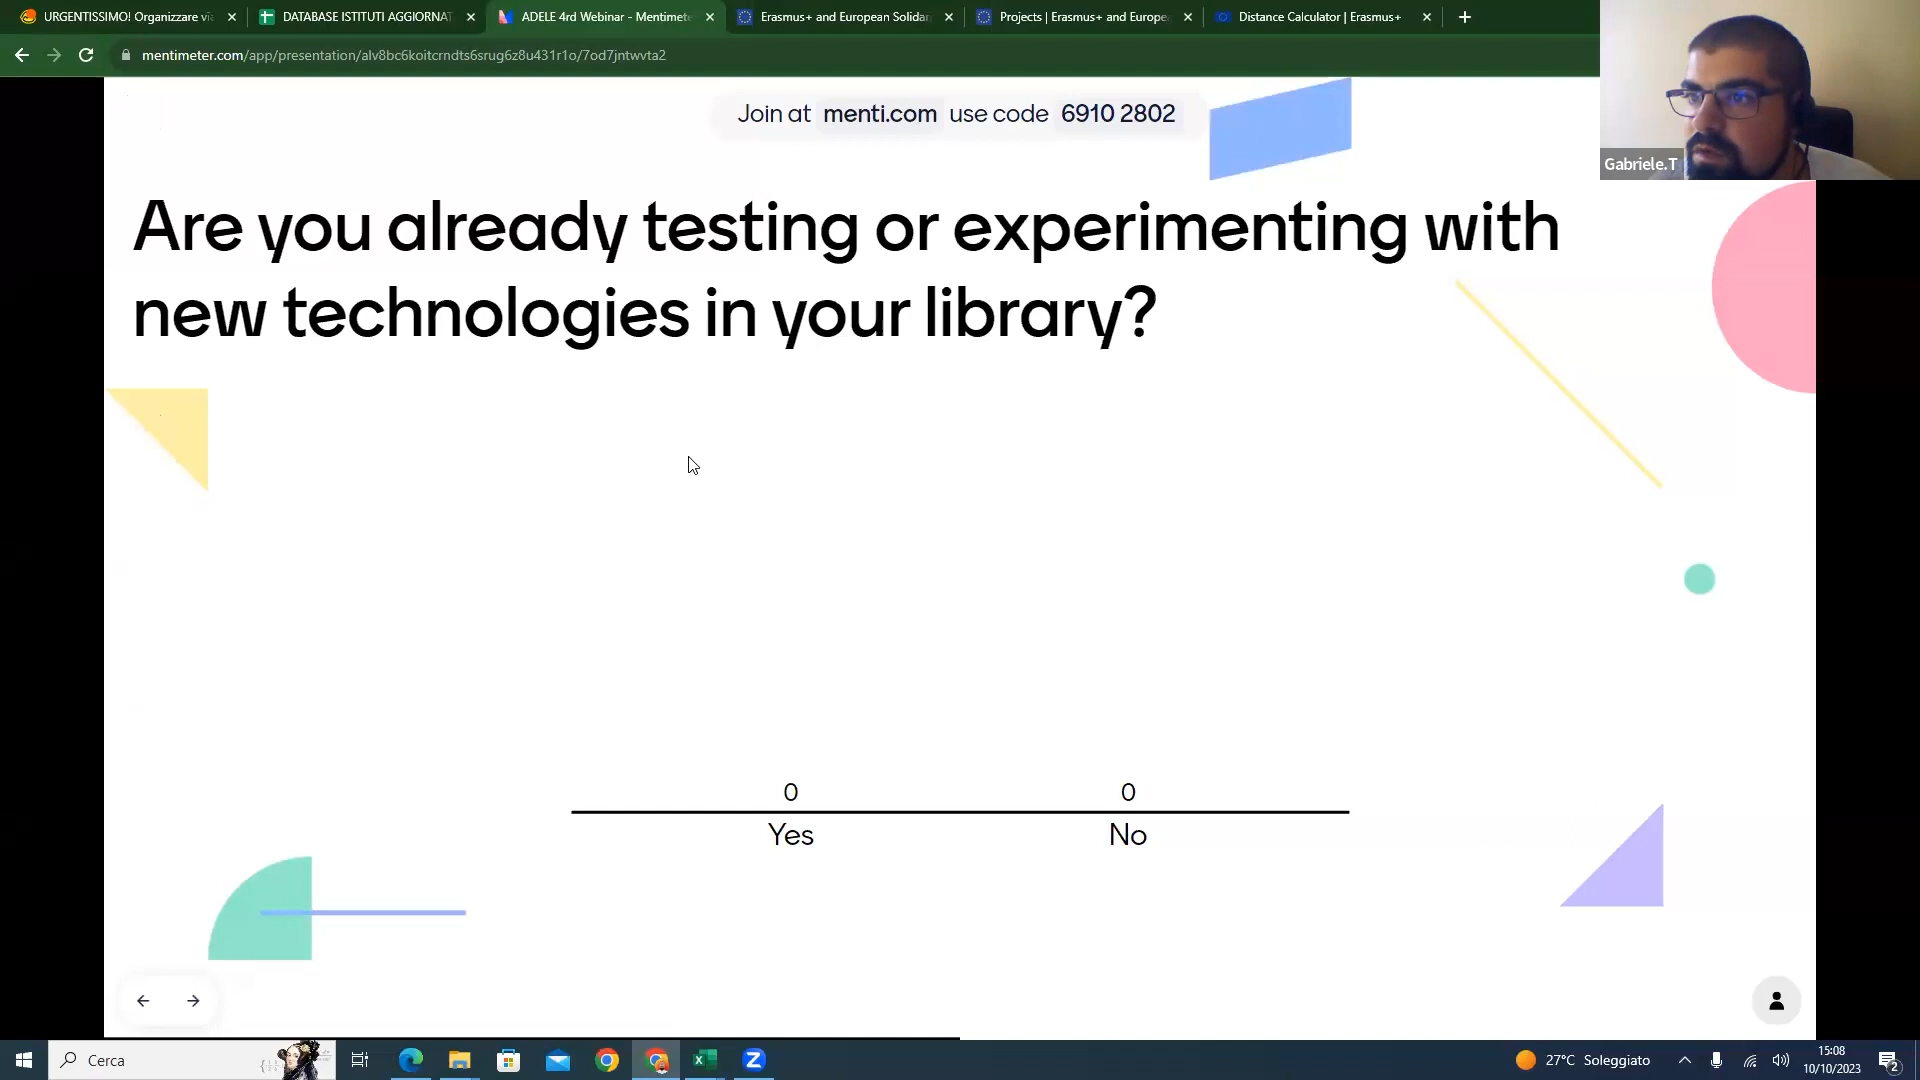 URGENTISSIMO! Organizzare via
DATABASE ISTITUTI AGGIORNAT
ADELE 4rd Webinar - Mentimete
Erasmus+ and European Solidar
Projects | Erasmus+ and Europe
Distance Calculator | Erasmus+
mentimeter.com/app/presentation/alv8bc6koitcrndts6srug6z8u431r1o/7od7jntwvta2
Join at menti.com use code 6910 2802
Gabriele.T
Are you already testing or experimenting with
new technologies in your library?
0 0
Yes No
Cerca
27°C Soleggiato
15:08
10/10/2023
2